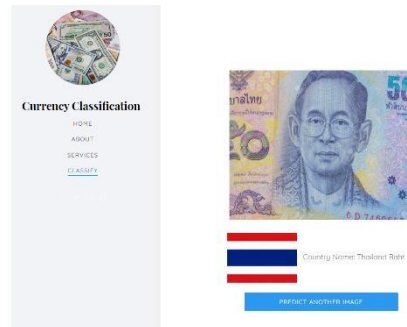 Currency Classification
HOME
ABOUT
SERVICES
CLASSIFY
Country Name: Thailand Baht
PREDICT ANOTHER IMAGE